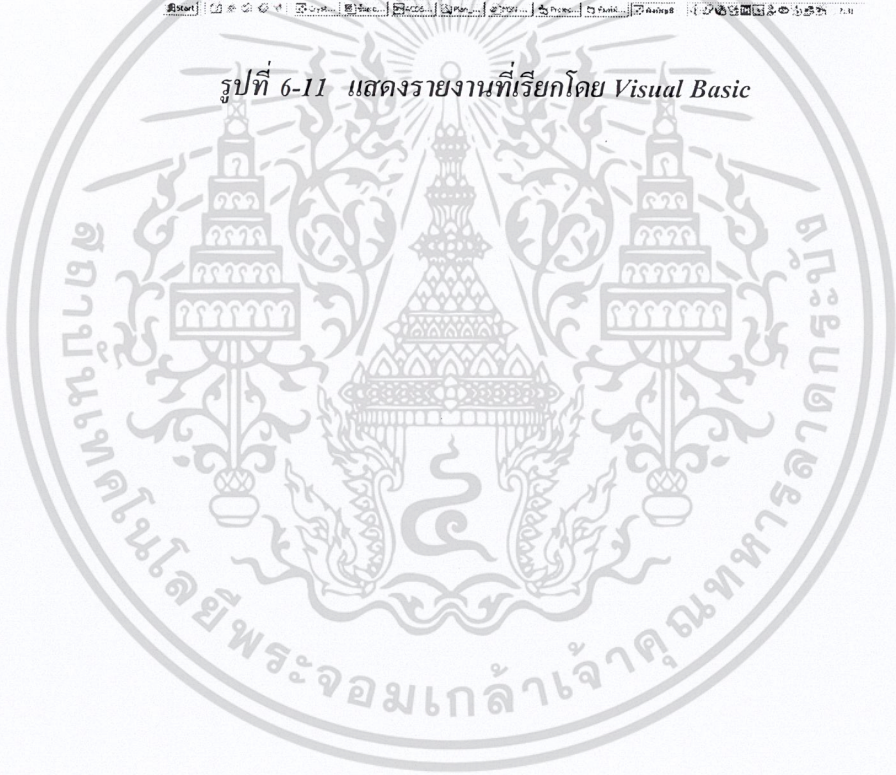 Start
รูปที่ 6-11 แสดงรายงานที่เรียกโดย Visual Basic
สถาบันเทคโนโลยีพระจอมเกล้าเจ้าคุณทหารลาดกระบัง